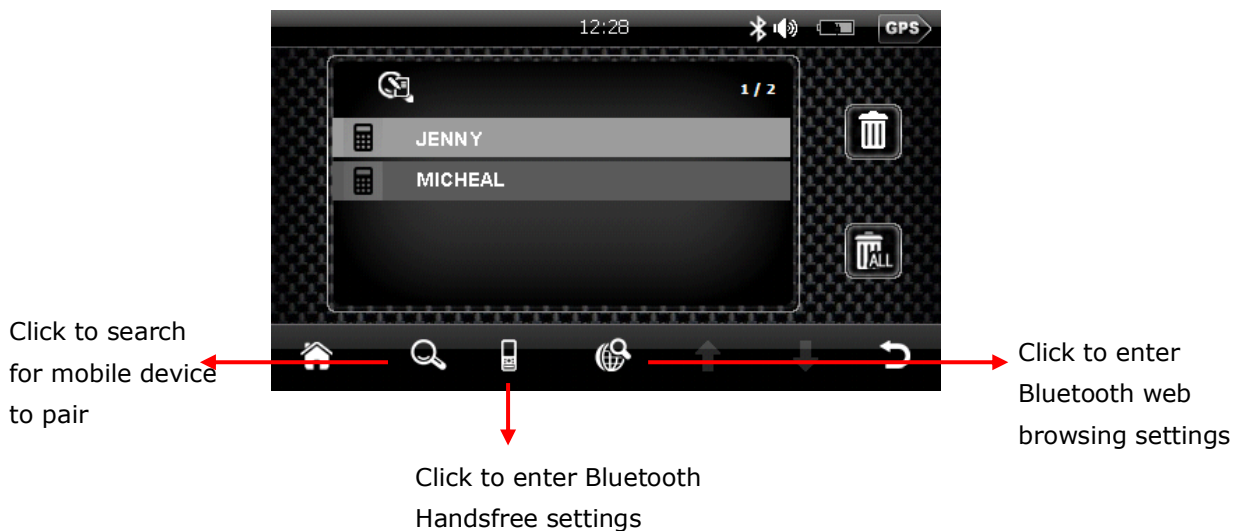 12:28
GPS
1 / 2
JENNY
MICHEAL
ALL
Click to search
for mobile device
to pair
Click to enter
Bluetooth web
browsing settings
Click to enter Bluetooth
Handsfree settings